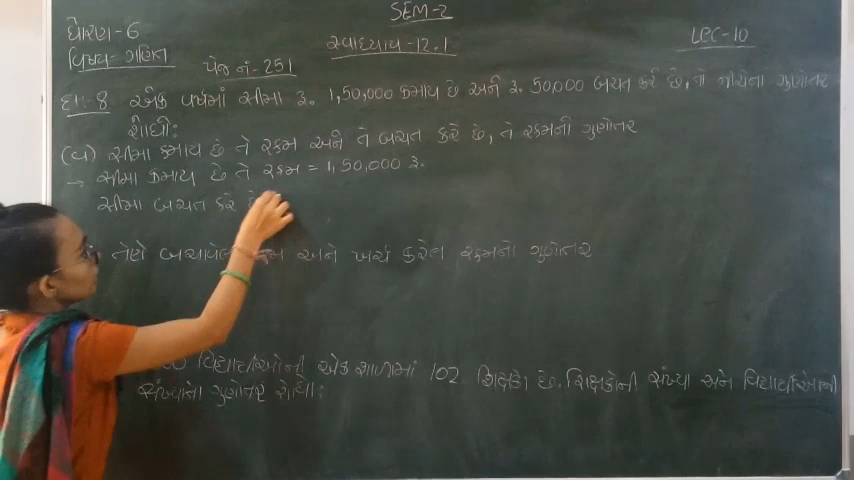 SEM-2
ધોરણ-6
સ્વાધ્યાય-12.1
LEC-10
વિષય-ગણિત
પેજ નં-251
દા-8 એક વર્ષમાં સીમા રૂ. 1,50,000 કમાય છે અને રૂ. 50,000 બચત કરે છે, તો નીચેના ગુણોતર
શોધો:
સીમા કમાય છે તે રકમ અને તે બચત કરે છે, તે રકમનો ગુણોતર
→ સીમા કમાય છે તે રકમ = 1,50,000 રૂ.
સીમા બચત કરે છે
તેણે બચાવેલ અને ખર્ચ કરેલ રકમનો ગુણોતર
વિદ્યાર્થીઓની એક શાળામાં 102 શિક્ષકો છે. શિક્ષકોની સંખ્યા અને વિદ્યાર્થીઓની
સંખ્યાનો ગુણોતર શોધો: